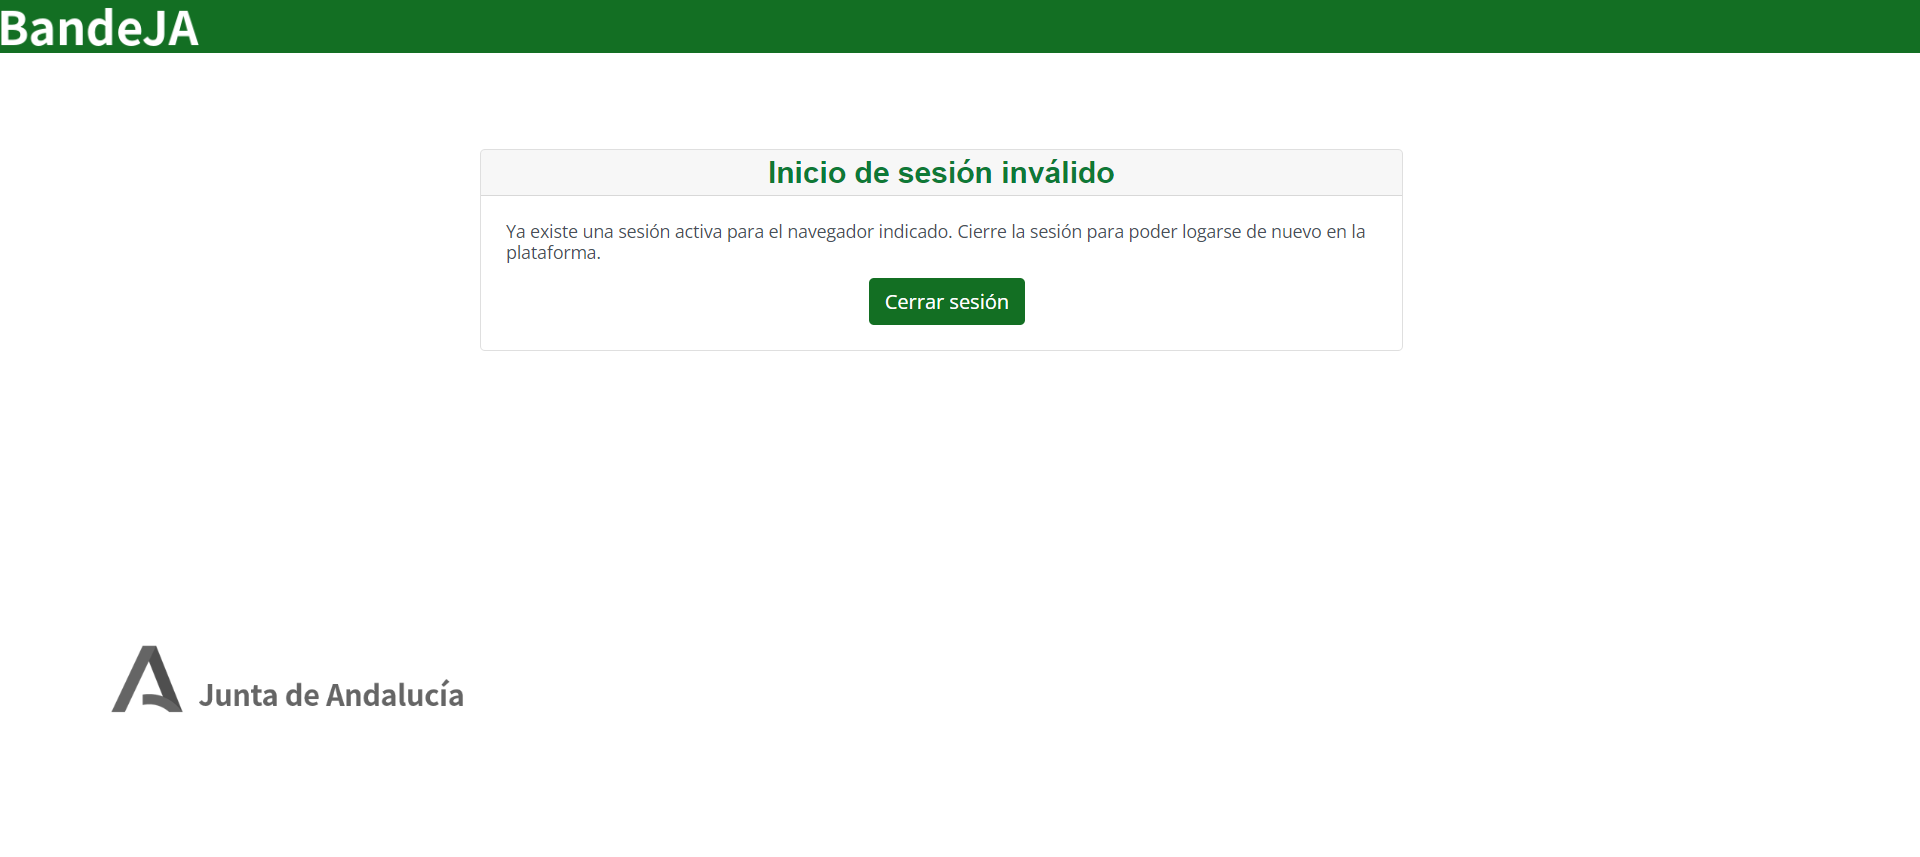 BandeJA
Inicio de sesión inválido
Ya existe una sesión activa para el navegador indicado. Cierre la sesión para poder logarse de nuevo en la
plataforma.
Cerrar sesión
Junta de Andalucía